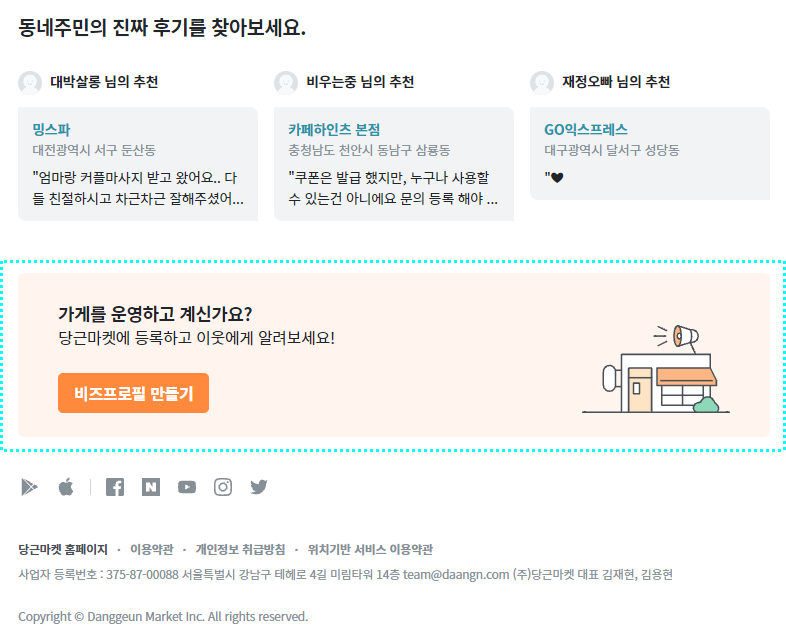 동네주민의 진짜 후기를 찾아보세요.
대박살롱 님의 추천
밍스파
대전광역시 서구 둔산동
"엄마랑 커플마사지 받고 왔어요.. 다
들 친절하시고 차근차근 잘해주셨어...
비우는중 님의 추천
카페하인츠 본점
충청남도 천안시 동남구 삼룡동
"쿠폰은 발급 했지만, 누구나 사용할
수 있는건 아니에요 문의 등록 해야 ...
재정오빠 님의 추천
GO익스프레스
대구광역시 달서구 성당동
"♥
가게를 운영하고 계신가요?
당근마켓에 등록하고 이웃에게 알려보세요!
비즈프로필 만들기
당근마켓 홈페이지 · 이용약관 · 개인정보 취급방침 · 위치기반 서비스 이용약관
사업자 등록번호 : 375-87-00088 서울특별시 강남구 테헤로 4길 미림타워 14층 team@daangn.com (주)당근마켓 대표 김재현, 김용현
Copyright © Danggeun Market Inc. All rights reserved.